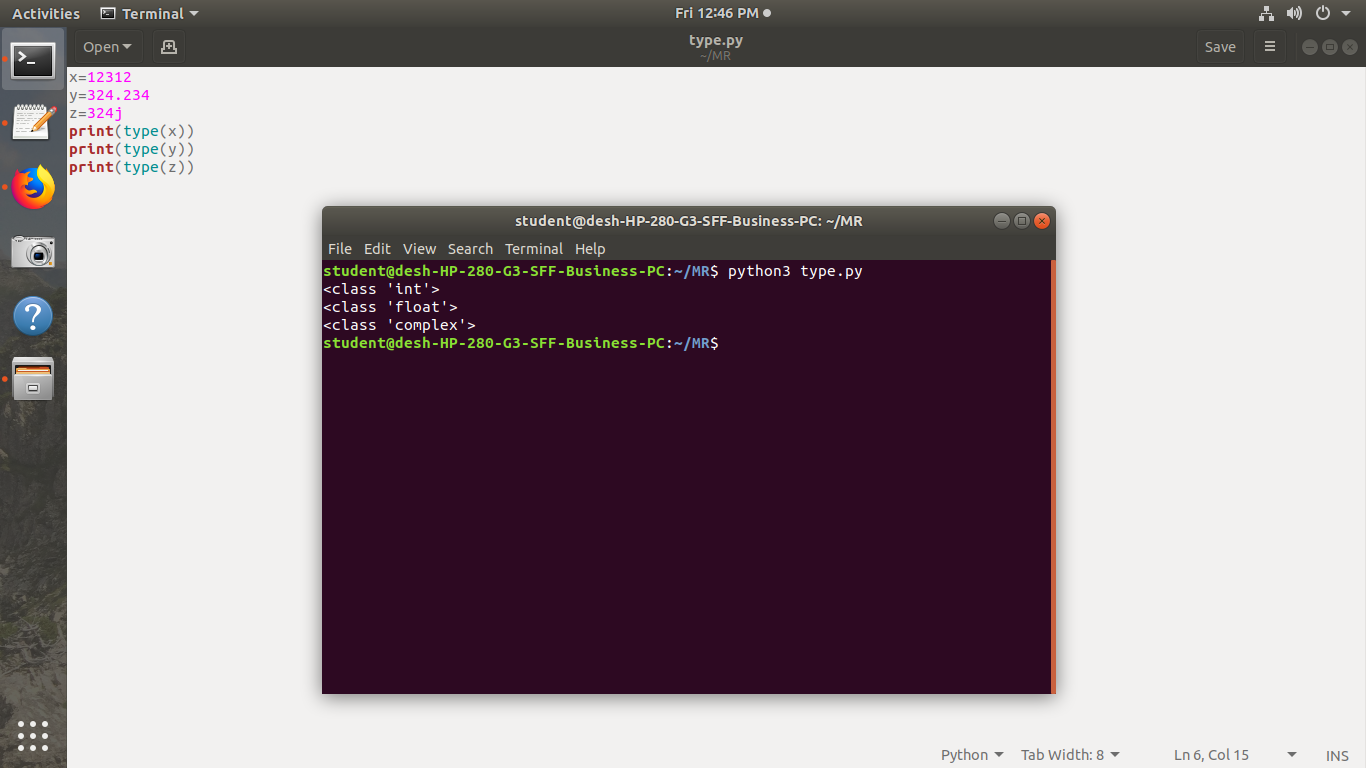 Activities Terminal Fri 12:46 PM
Open type.py Save
~/MR
x=12312
y=324.234
z=324j
print(type(x))
print(type(y))
print(type(z))
student@desh-HP-280-G3-SFF-Business-PC: ~/MR
File Edit View Search Terminal Help
student@desh-HP-280-G3-SFF-Business-PC:~/MR$ python3 type.py
<class 'int'>
<class 'float'>
<class 'complex'>
student@desh-HP-280-G3-SFF-Business-PC:~/MR$
Python Tab Width: 8 Ln 6, Col 15 INS